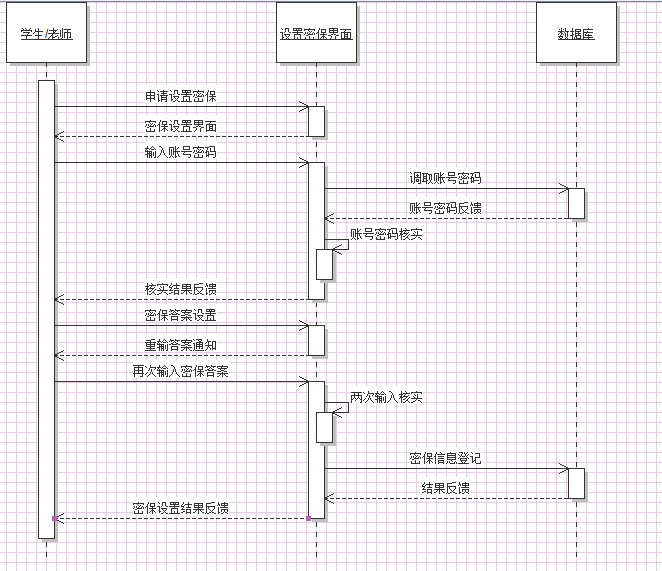 学生/老师
设置密保界面
数据库
申请设置密保
密保设置界面
输入账号密码
调取账号密码
账号密码反馈
账号密码核实
核实结果反馈
密保答案设置
重输答案通知
再次输入密保答案
两次输入核实
密保信息登记
结果反馈
密保设置结果反馈